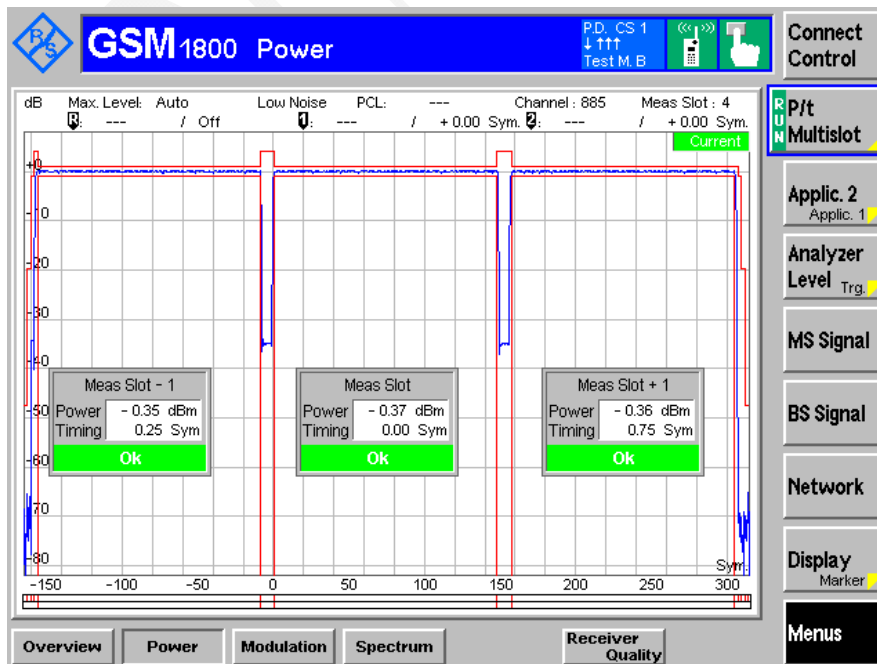 R/S
GSM 1800 Power
P.D. CS 1
Test M. B
Connect Control
dB Max. Level: Auto Low Noise PCL: --- Channel : 885 Meas Slot : 4
R: --- / Off 1: --- / + 0.00 Sym. 2: --- / + 0.00 Sym.
Current
RUN
P/t Multislot
Applic. 2
Applic. 1
Analyzer Level Trg.
MS Signal
BS Signal
Network
Display
Marker
Menus
+0
-10
-20
-30
-40
-50
-60
-70
-80
Meas Slot - 1
Power - 0.35 dBm
Timing 0.25 Sym
Ok
Meas Slot
Power - 0.37 dBm
Timing 0.00 Sym
Ok
Meas Slot + 1
Power - 0.36 dBm
Timing 0.75 Sym
Ok
Sym.
-150 -100 -50 0 50 100 150 200 250 300
Overview Power Modulation Spectrum Receiver Quality